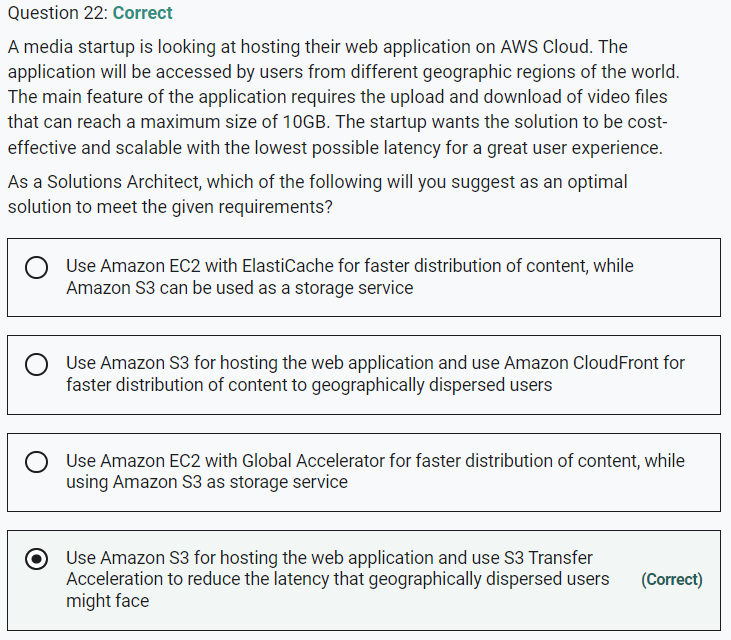 Question 22: Correct
A media startup is looking at hosting their web application on AWS Cloud. The
application will be accessed by users from different geographic regions of the world.
The main feature of the application requires the upload and download of video files
that can reach a maximum size of 10GB. The startup wants the solution to be cost-
effective and scalable with the lowest possible latency for a great user experience.
As a Solutions Architect, which of the following will you suggest as an optimal
solution to meet the given requirements?
Use Amazon EC2 with ElastiCache for faster distribution of content, while
Amazon S3 can be used as a storage service
Use Amazon S3 for hosting the web application and use Amazon CloudFront for
faster distribution of content to geographically dispersed users
Use Amazon EC2 with Global Accelerator for faster distribution of content, while
using Amazon S3 as storage service
Use Amazon S3 for hosting the web application and use S3 Transfer
Acceleration to reduce the latency that geographically dispersed users (Correct)
might face